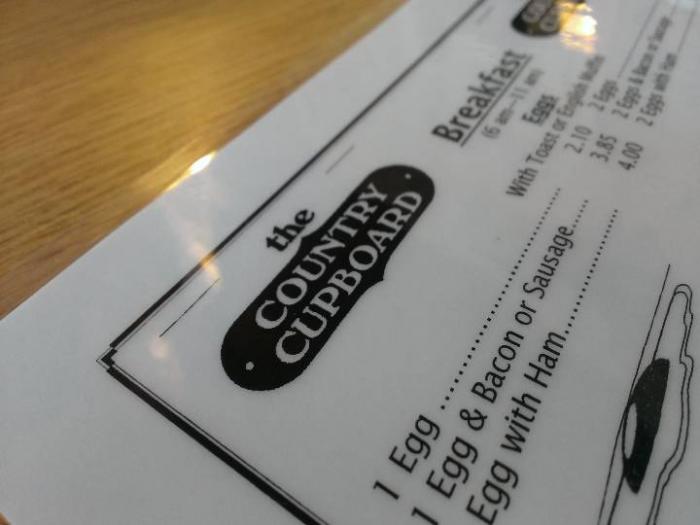 the
COUNTRY
CUPBOARD
Breakfast
(6 am-11 am)
Eggs
With Toast or English Muffin
1 Egg .................... 2.10 2 Eggs
1 Egg & Bacon or Sausage...... 3.85 2 Eggs & Bacon or Sausage
Egg with Ham.................. 4.00 2 Eggs with Ham